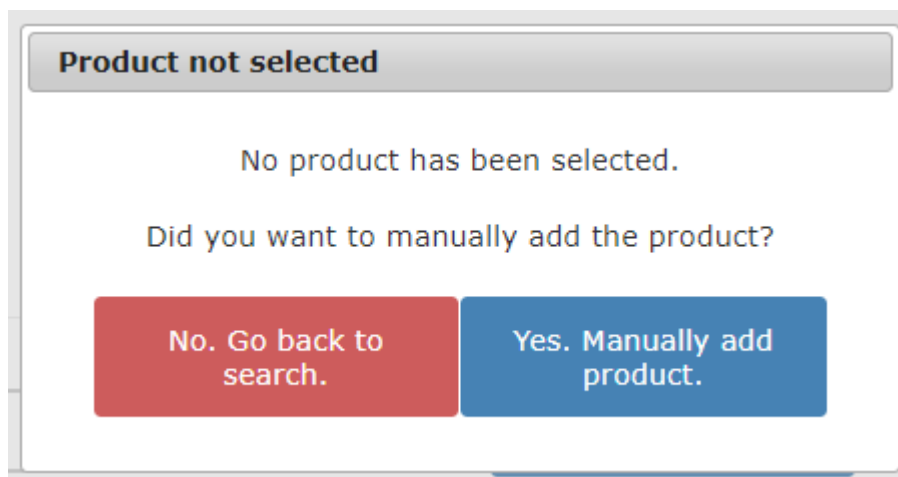 Product not selected
No product has been selected.
Did you want to manually add the product?
No. Go back to
search.
Yes. Manually add
product.